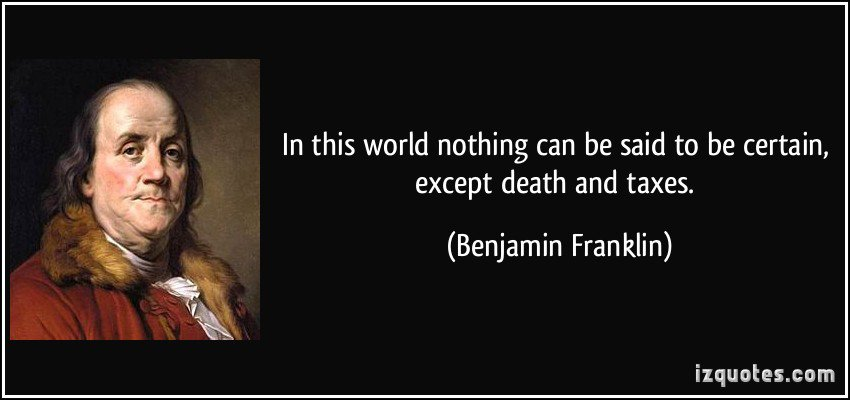 In this world nothing can be said to be certain,
except death and taxes.
(Benjamin Franklin)
izquotes.com